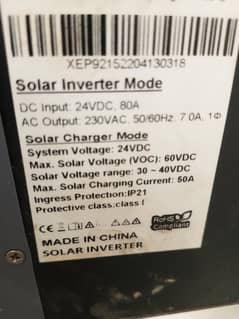 XEP92152204130318
Solar Inverter Mode
DC Input: 24VDC, 80A
AC Output: 230VAC, 50/60Hz, 7.0A, 1Φ
Solar Charger Mode
System Voltage: 24VDC
Max. Solar Voltage (VOC): 60VDC
Solar Voltage range: 30 ~ 40VDC
Max. Solar Charging Current: 50A
Ingress Protection:IP21
Protective class:class I
CE
RoHS
Compliant
MADE IN CHINA
SOLAR INVERTER